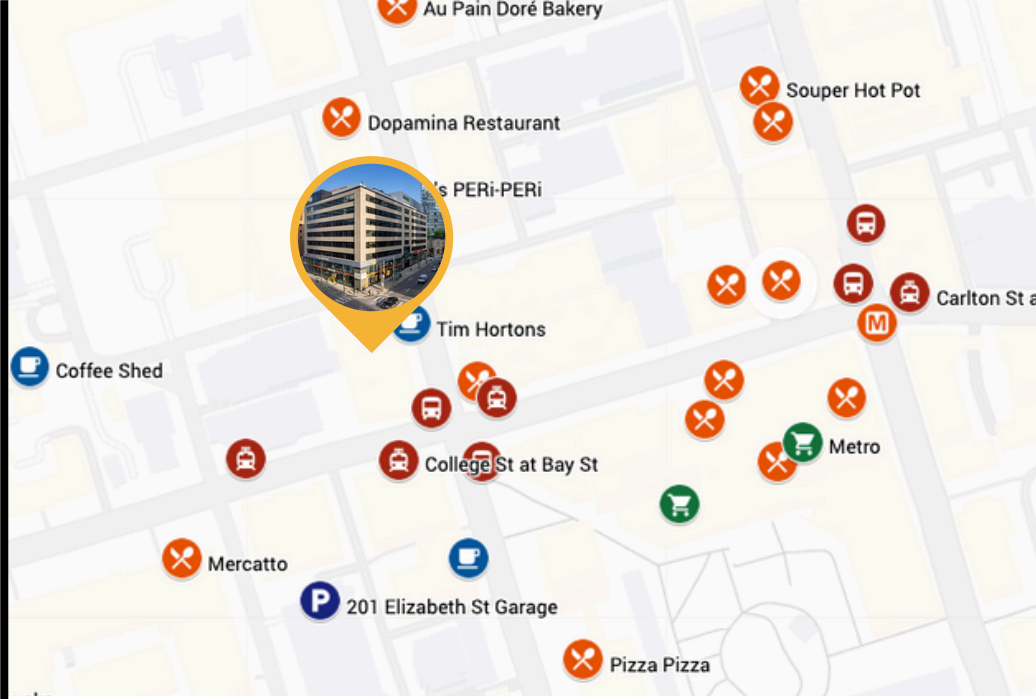 Au Pain Doré Bakery
Souper Hot Pot
Dopamina Restaurant
's PERi-PERi
Carlton St a
Tim Hortons
Coffee Shed
M
Metro
College St at Bay St
Mercatto
P
201 Elizabeth St Garage
Pizza Pizza